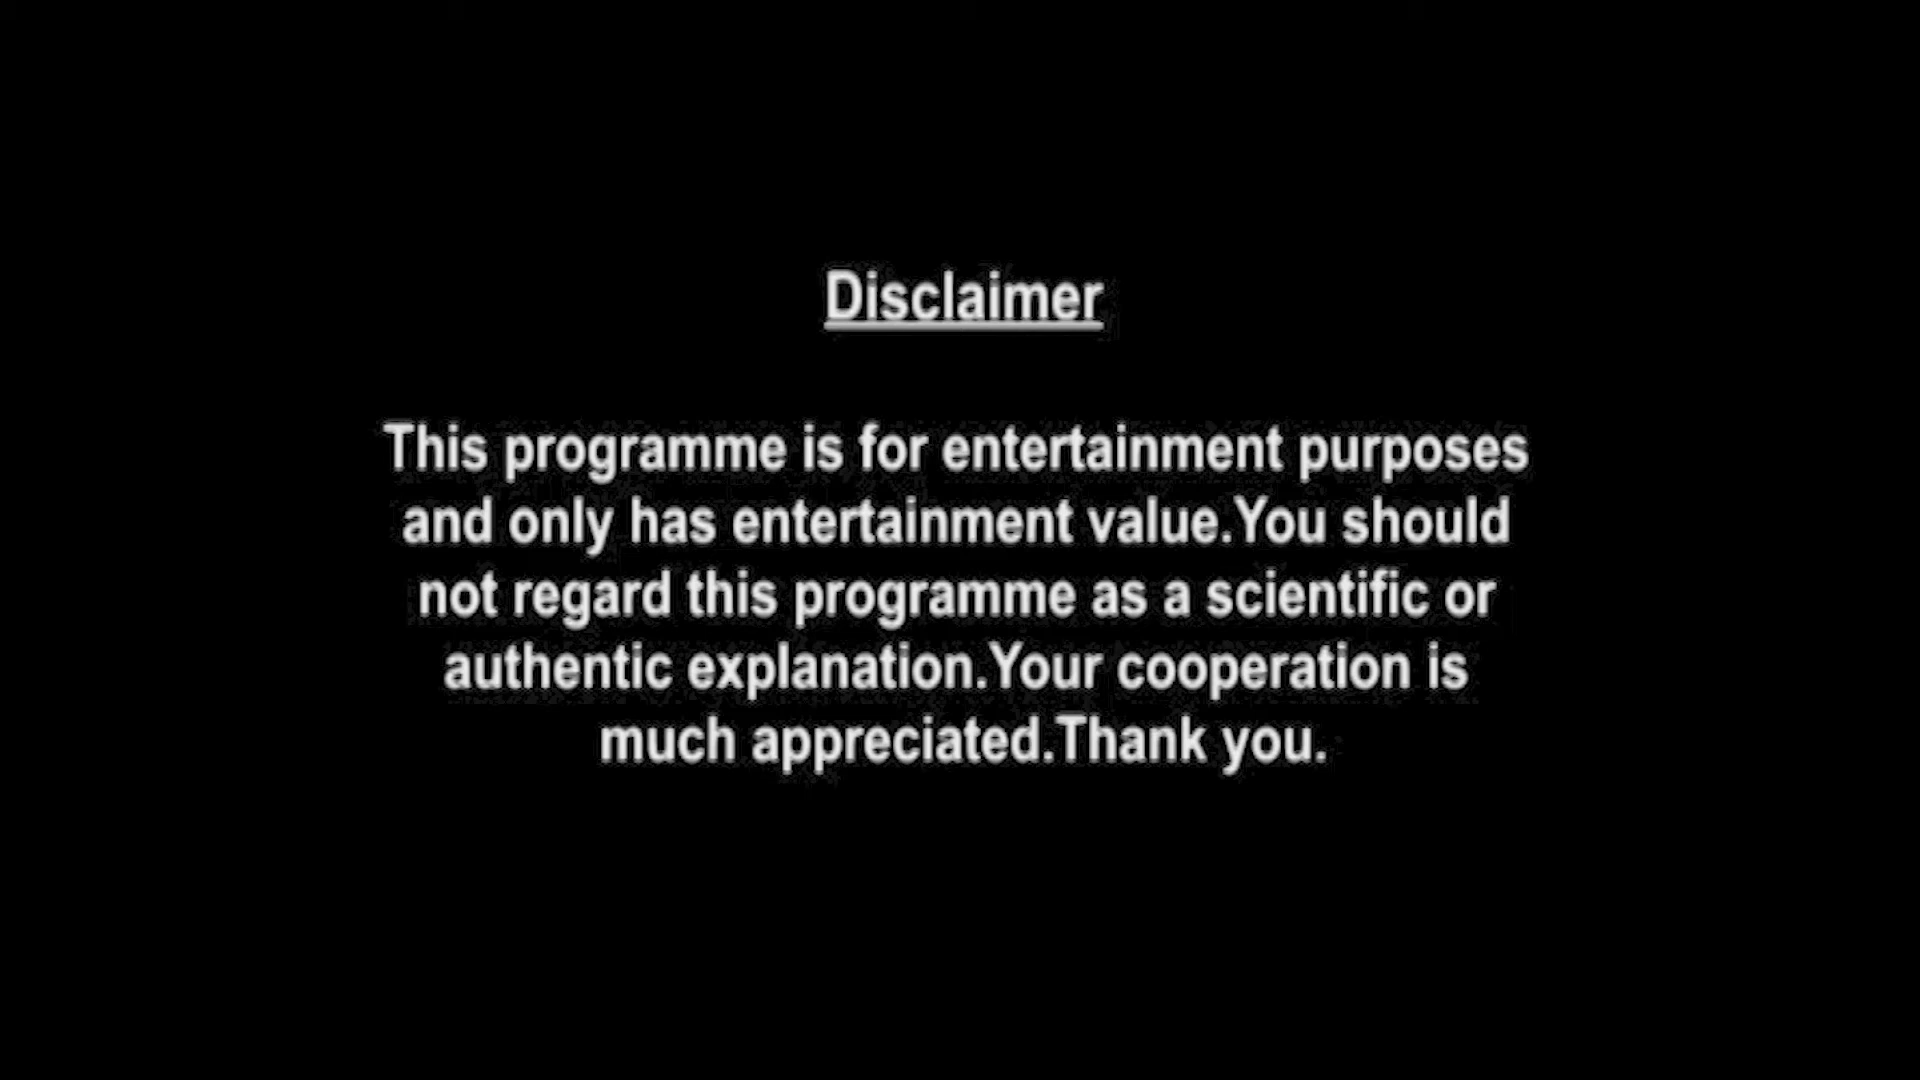 Disclaimer
This programme is for entertainment purposes
and only has entertainment value.You should
not regard this programme as a scientific or
authentic explanation.Your cooperation is
much appreciated.Thank you.